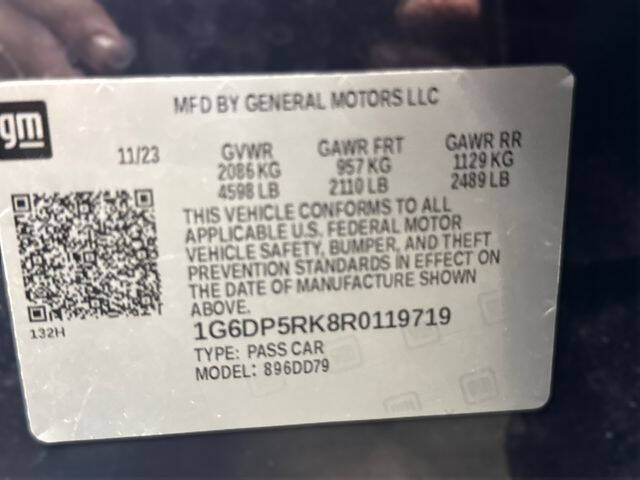 MFD BY GENERAL MOTORS LLC
gm
11/23 GVWR GAWR FRT GAWR RR
2086 KG 957 KG 1129 KG
4598 LB 2110 LB 2489 LB
THIS VEHICLE CONFORMS TO ALL
APPLICABLE U.S. FEDERAL MOTOR
VEHICLE SAFETY, BUMPER, AND THEFT
PREVENTION STANDARDS IN EFFECT ON
THE DATE OF MANUFACTURE SHOWN
ABOVE.
132H
1G6DP5RK8R0119719
TYPE: PASS CAR
MODEL: 896DD79